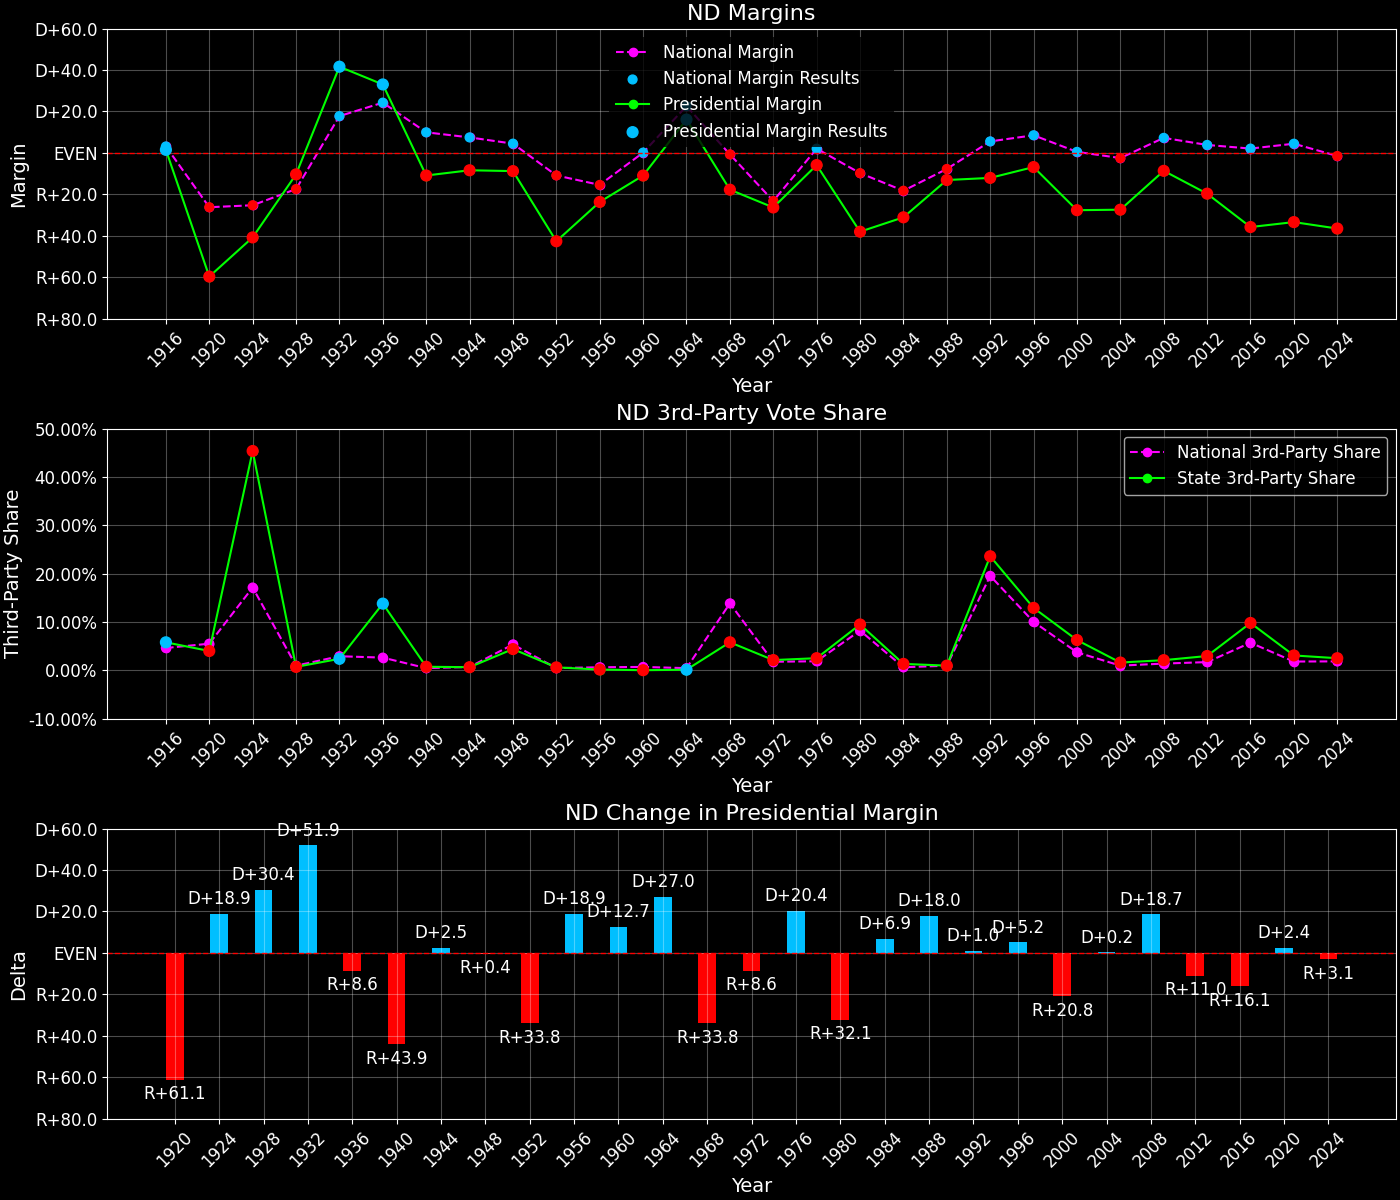 ND Margins
D+60.0
D+40.0
D+20.0
EVEN
R+20.0
R+40.0
R+60.0
R+80.0
Margin
National Margin
National Margin Results
Presidential Margin
Presidential Margin Results
1916 1920 1924 1928 1932 1936 1940 1944 1948 1952 1956 1960 1964 1968 1972 1976 1980 1984 1988 1992 1996 2000 2004 2008 2012 2016 2020 2024
Year
ND 3rd-Party Vote Share
50.00%
40.00%
30.00%
20.00%
10.00%
0.00%
-10.00%
Third-Party Share
National 3rd-Party Share
State 3rd-Party Share
1916 1920 1924 1928 1932 1936 1940 1944 1948 1952 1956 1960 1964 1968 1972 1976 1980 1984 1988 1992 1996 2000 2004 2008 2012 2016 2020 2024
Year
ND Change in Presidential Margin
D+60.0
D+40.0
D+20.0
EVEN
R+20.0
R+40.0
R+60.0
R+80.0
Delta
R+61.1
D+18.9
D+30.4
D+51.9
R+8.6
R+43.9
D+2.5
R+0.4
R+33.8
D+18.9
D+12.7
D+27.0
R+33.8
R+8.6
D+20.4
R+32.1
D+6.9
D+18.0
D+1.0
D+5.2
R+20.8
D+0.2
D+18.7
R+11.0
R+16.1
D+2.4
R+3.1
1920 1924 1928 1932 1936 1940 1944 1948 1952 1956 1960 1964 1968 1972 1976 1980 1984 1988 1992 1996 2000 2004 2008 2012 2016 2020 2024
Year